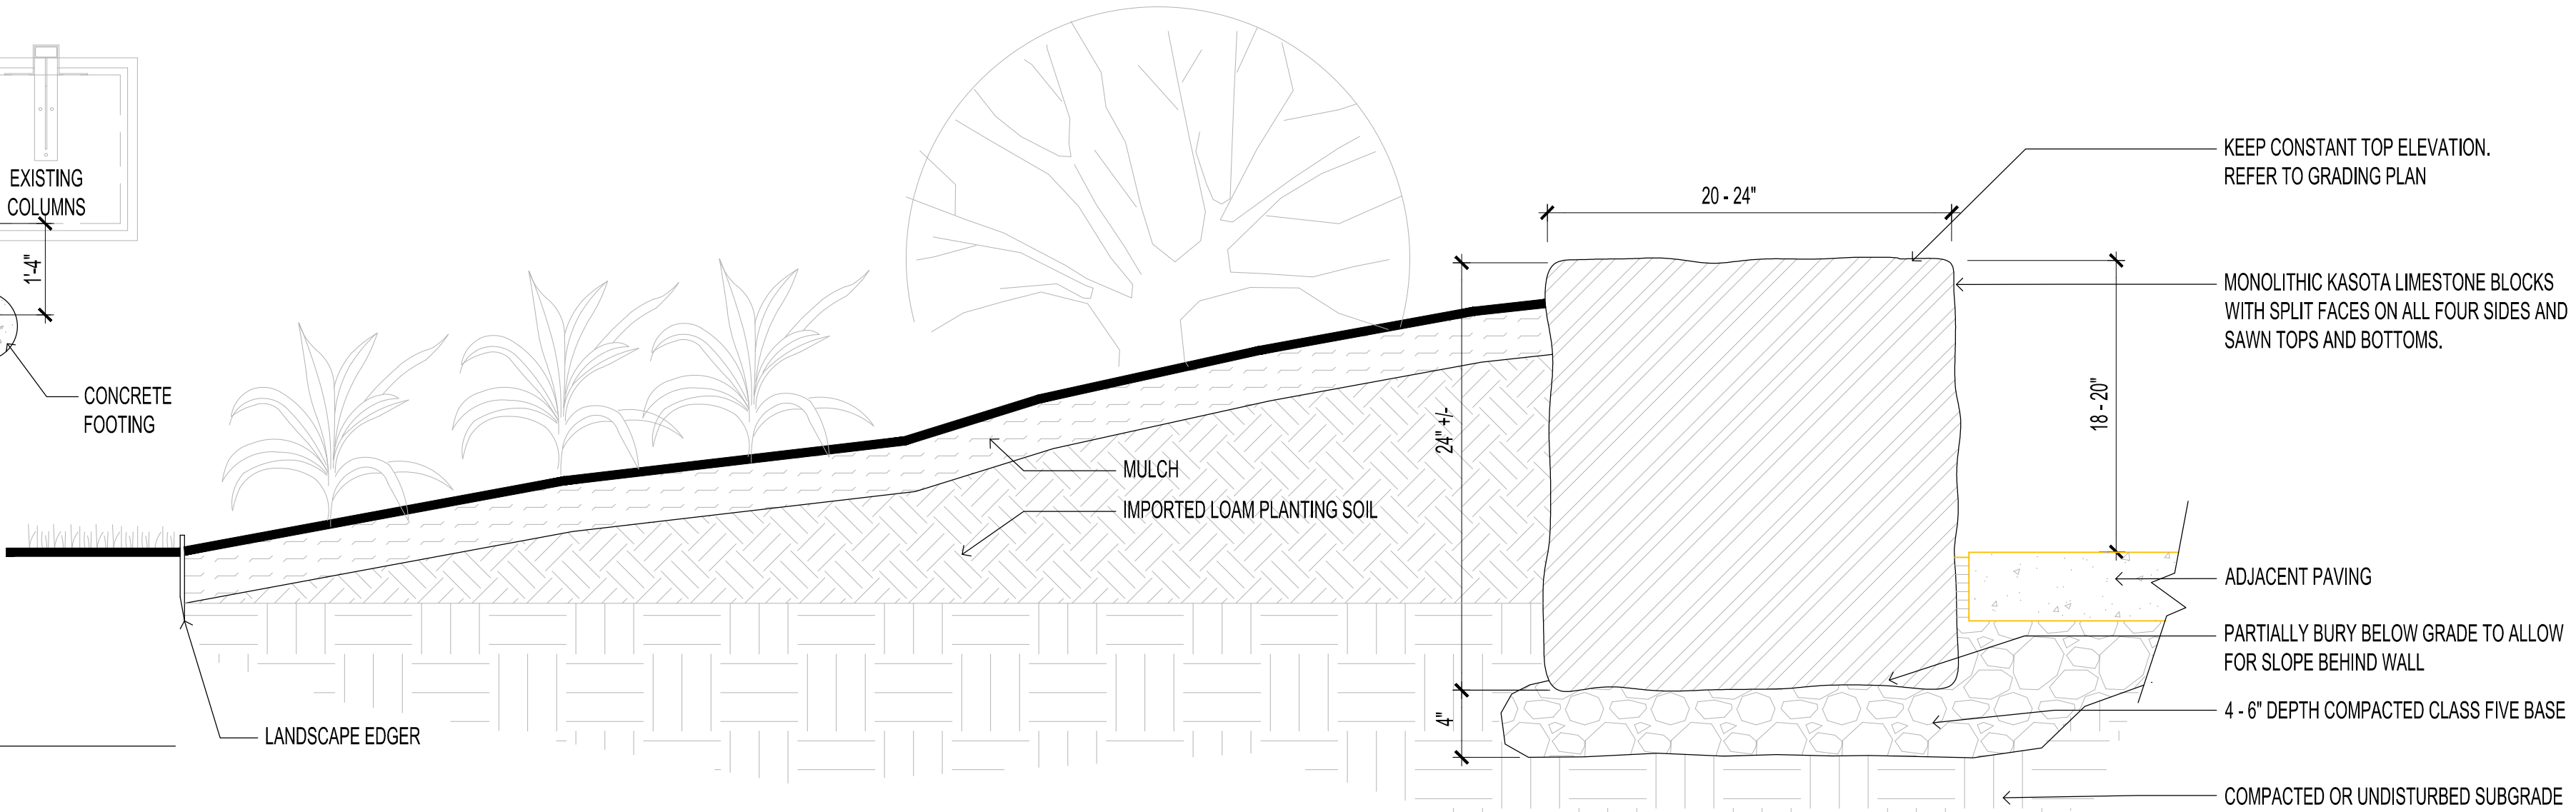 EXISTING
COLUMNS
1'-4"
CONCRETE
FOOTING
LANDSCAPE EDGER
MULCH
IMPORTED LOAM PLANTING SOIL
20 - 24"
24" +/-
4"
18 - 20"
KEEP CONSTANT TOP ELEVATION.
REFER TO GRADING PLAN
MONOLITHIC KASOTA LIMESTONE BLOCKS
WITH SPLIT FACES ON ALL FOUR SIDES AND
SAWN TOPS AND BOTTOMS.
ADJACENT PAVING
PARTIALLY BURY BELOW GRADE TO ALLOW
FOR SLOPE BEHIND WALL
4 - 6" DEPTH COMPACTED CLASS FIVE BASE
COMPACTED OR UNDISTURBED SUBGRADE